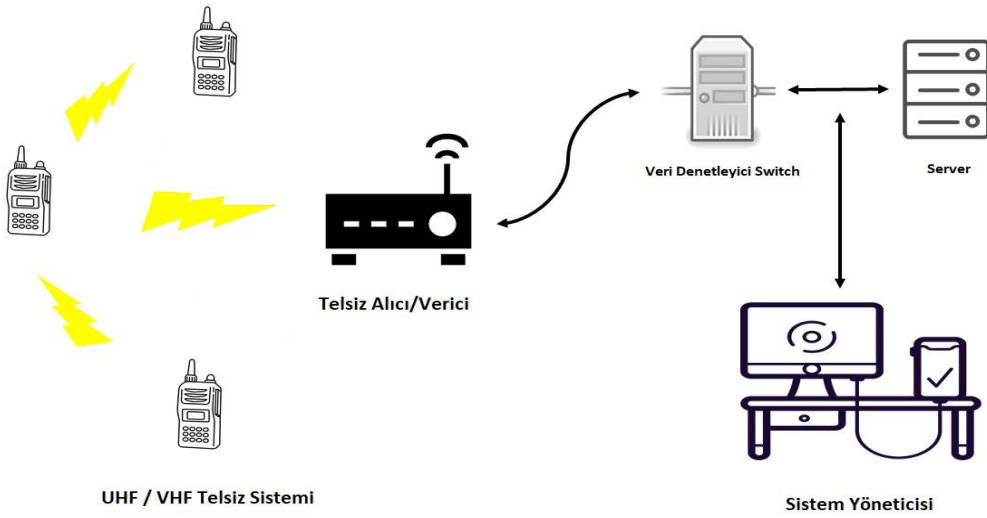 Veri Denetleyici Switch
Server
Telsiz Alıcı/Verici
UHF / VHF Telsiz Sistemi
Sistem Yöneticisi